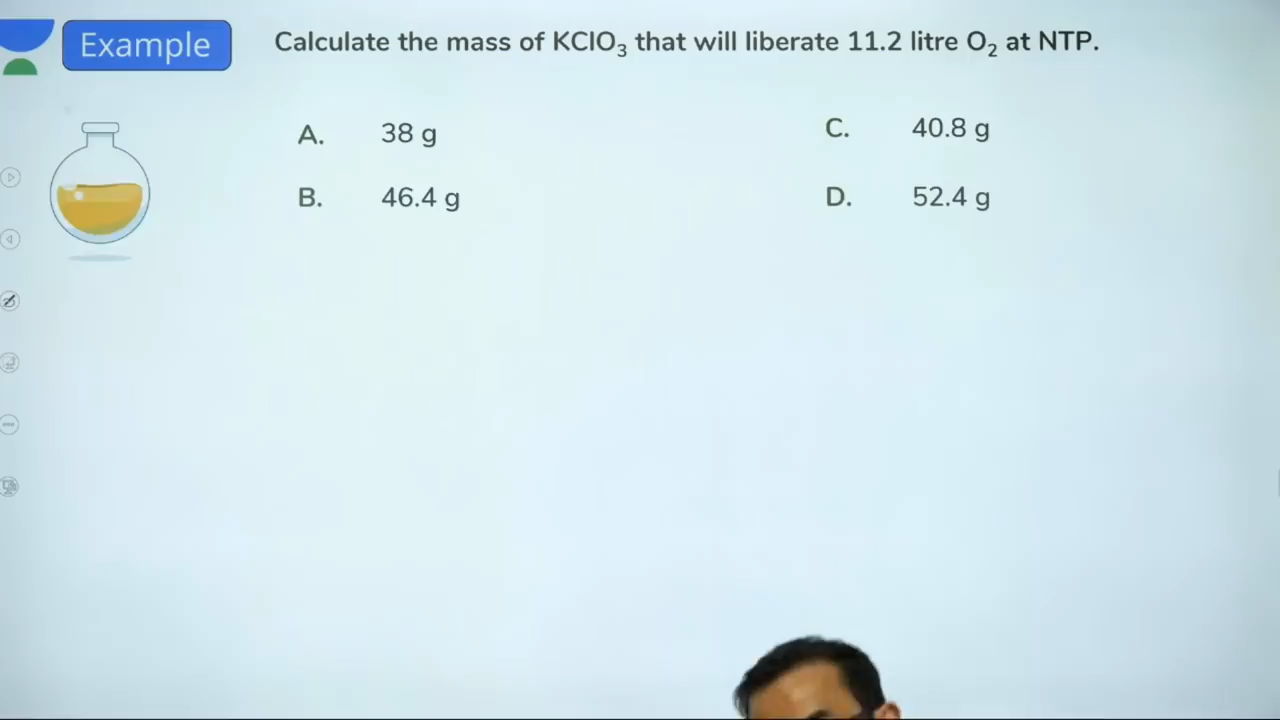 Example
Calculate the mass of KClO₃ that will liberate 11.2 litre O₂ at NTP.
A. 38 g
C. 40.8 g
B. 46.4 g
D. 52.4 g